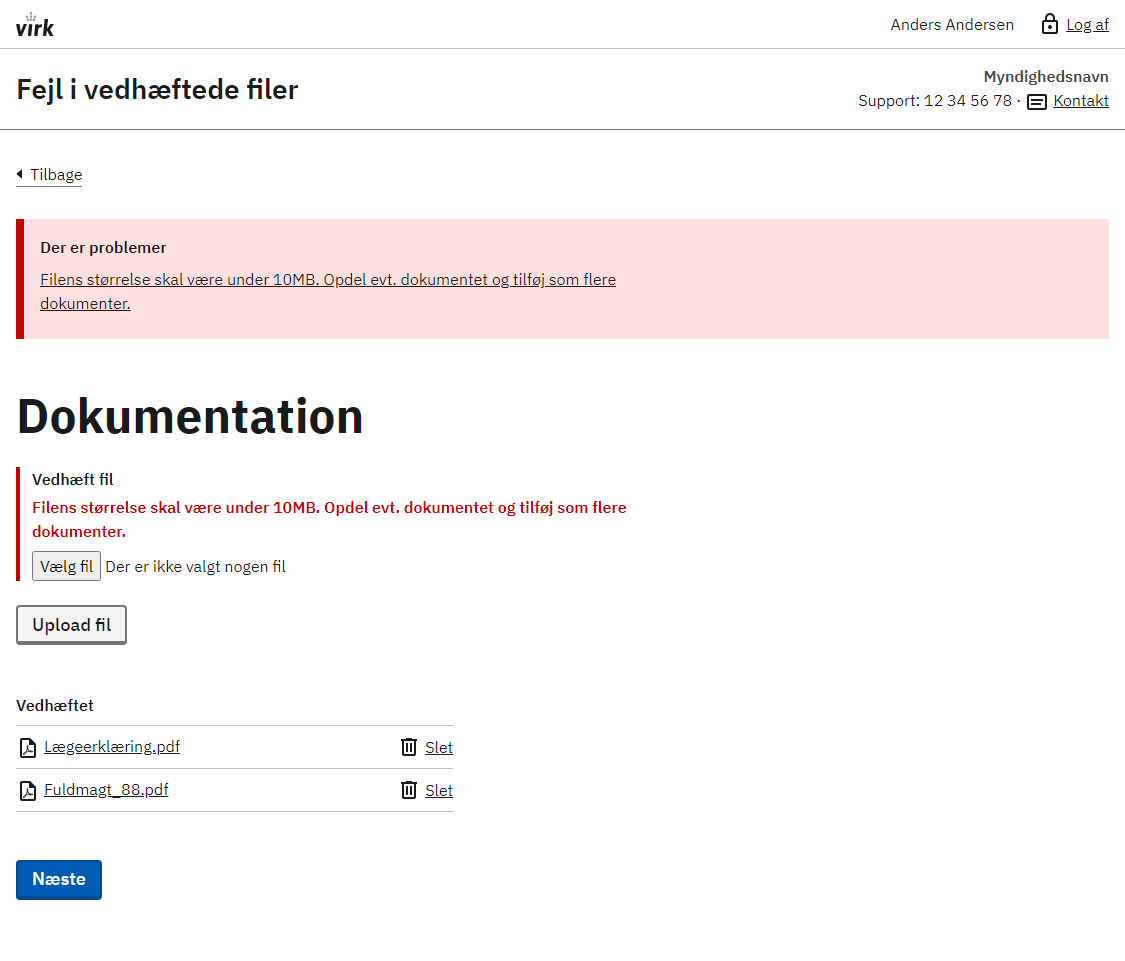 virk
Anders Andersen
Log af
Fejl i vedhæftede filer
Myndighedsnavn
Support: 12 34 56 78 · Kontakt
Tilbage
Der er problemer
Filens størrelse skal være under 10MB. Opdel evt. dokumentet og tilføj som flere
dokumenter.
Dokumentation
Vedhæft fil
Filens størrelse skal være under 10MB. Opdel evt. dokumentet og tilføj som flere
dokumenter.
Vælg fil Der er ikke valgt nogen fil
Upload fil
Vedhæftet
Lægeerklæring.pdf Slet
Fuldmagt_88.pdf Slet
Næste